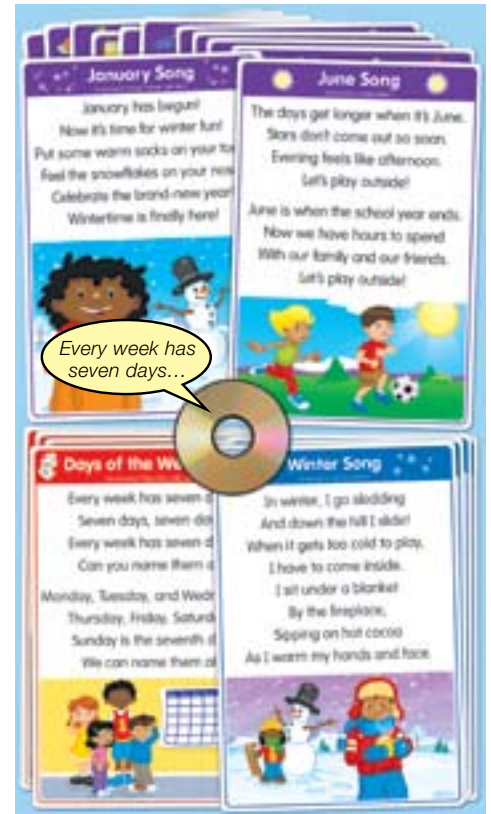 January Song
January has begun!
Now it's time for winter fun!
Put some warm socks on your
Feel the snowflakes on your
Celebrate the brand-new year!
Wintertime is finally here!
June Song
The days get longer when it's June.
Stars don't come out so soon.
Evening feels like afternoon.
Let's play outside!
June is when the school year ends.
Now we have hours to spend
With our family and our friends.
Let's play outside!
Every week has
seven days...
Days of the We
Every week has seven d
Seven days, seven da
Every week has seven d
Can you name them a
Monday, Tuesday, and Wedn
Thursday, Friday, Saturd
Sunday is the seventh d
We can name them al
Winter Song
In winter, I go sledding
And down the hill I slide!
When it gets too cold to play,
I have to come inside.
I sit under a blanket
By the fireplace,
Sipping on hot cocoa
As I warm my hands and face.